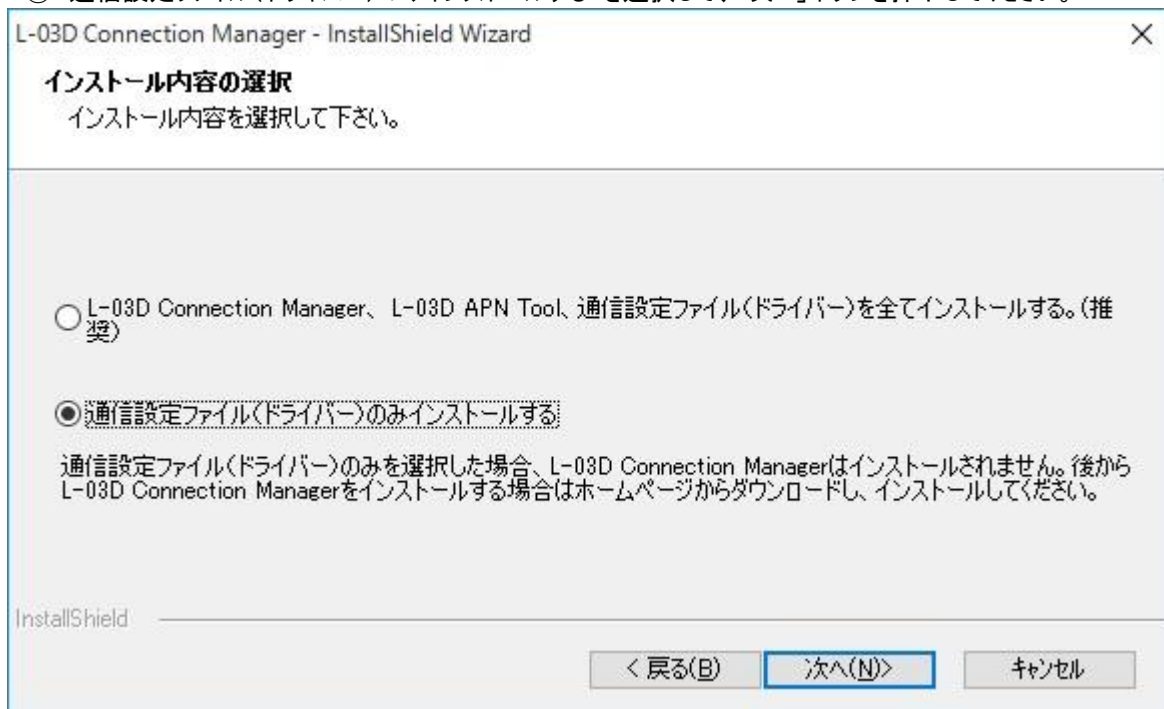 L-03D Connection Manager - InstallShield Wizard
インストール内容の選択
インストール内容を選択して下さい。
L-03D Connection Manager、 L-03D APN Tool、通信設定ファイル(ドライバー)を全てインストールする。(推
奨)
通信設定ファイル(ドライバー)のみインストールする
通信設定ファイル(ドライバー)のみを選択した場合、L-03D Connection Managerはインストールされません。後から
L-03D Connection Managerをインストールする場合はホームページからダウンロードし、インストールしてください。
InstallShield
< 戻る(B)
次へ(N)>
キャンセル